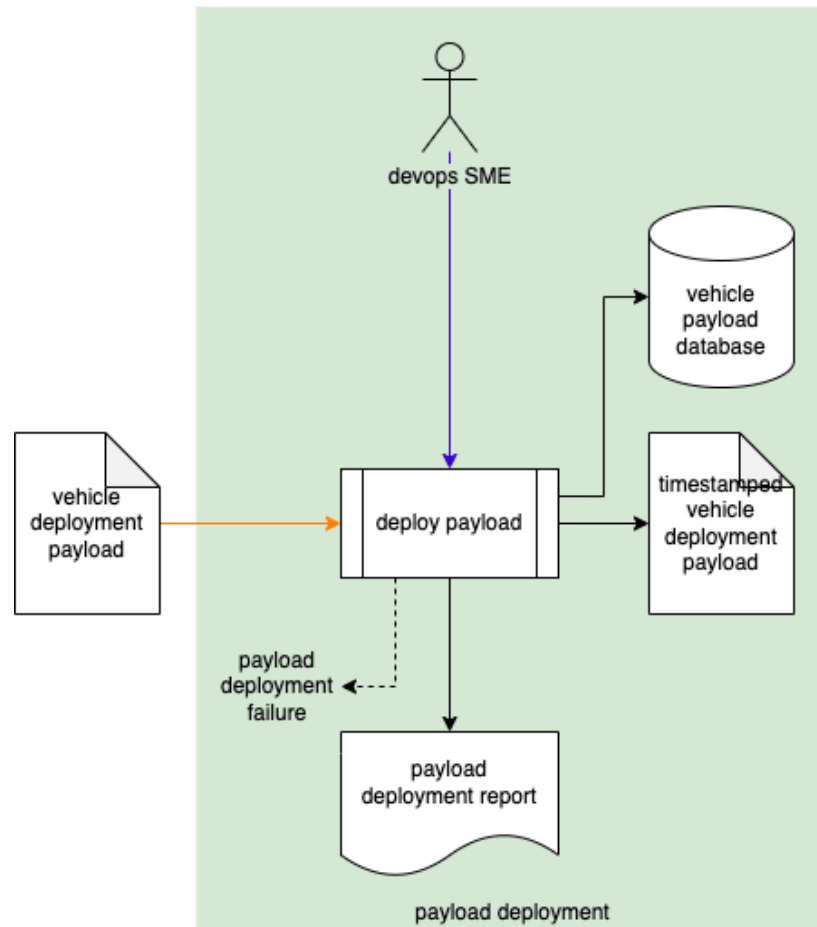 devops SME
vehicle
payload
database
vehicle
deployment
payload
deploy payload
timestamped
vehicle
deployment
payload
payload
deployment
failure
payload
deployment report
payload deployment